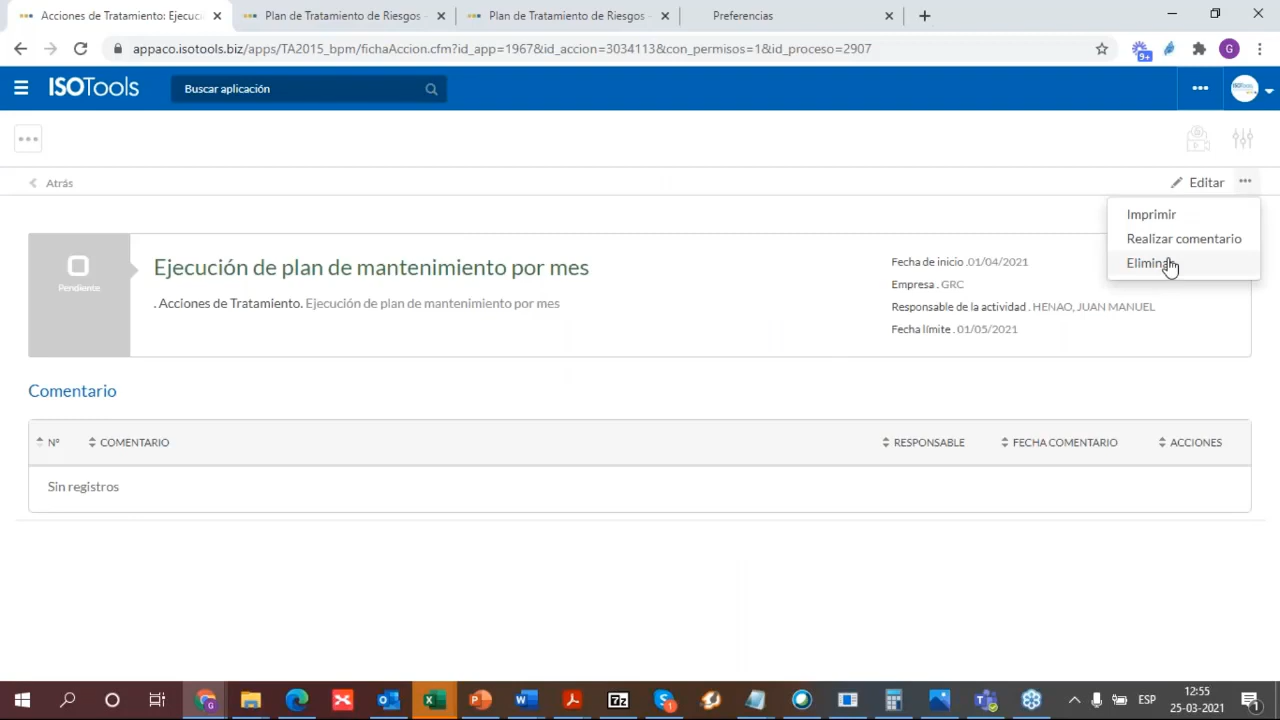 Acciones de Tratamiento: Ejecuc
Plan de Tratamiento de Riesgos -
Plan de Tratamiento de Riesgos -
Preferencias
appaco.isotools.biz/apps/TA2015_bpm/fichaAccion.cfm?id_app=1967&id_accion=3034113&con_permisos=1&id_proceso=2907
9+
G
ISOTools
Buscar aplicación
Atrás
Editar
Imprimir
Realizar comentario
Elimina
Pendiente
Ejecución de plan de mantenimiento por mes
. Acciones de Tratamiento. Ejecución de plan de mantenimiento por mes
Fecha de inicio .01/04/2021
Empresa . GRC
Responsable de la actividad . HENAO, JUAN MANUEL
Fecha límite . 01/05/2021
Comentario
Nº COMENTARIO RESPONSABLE FECHA COMENTARIO ACCIONES
Sin registros
ESP
12:55
25-03-2021